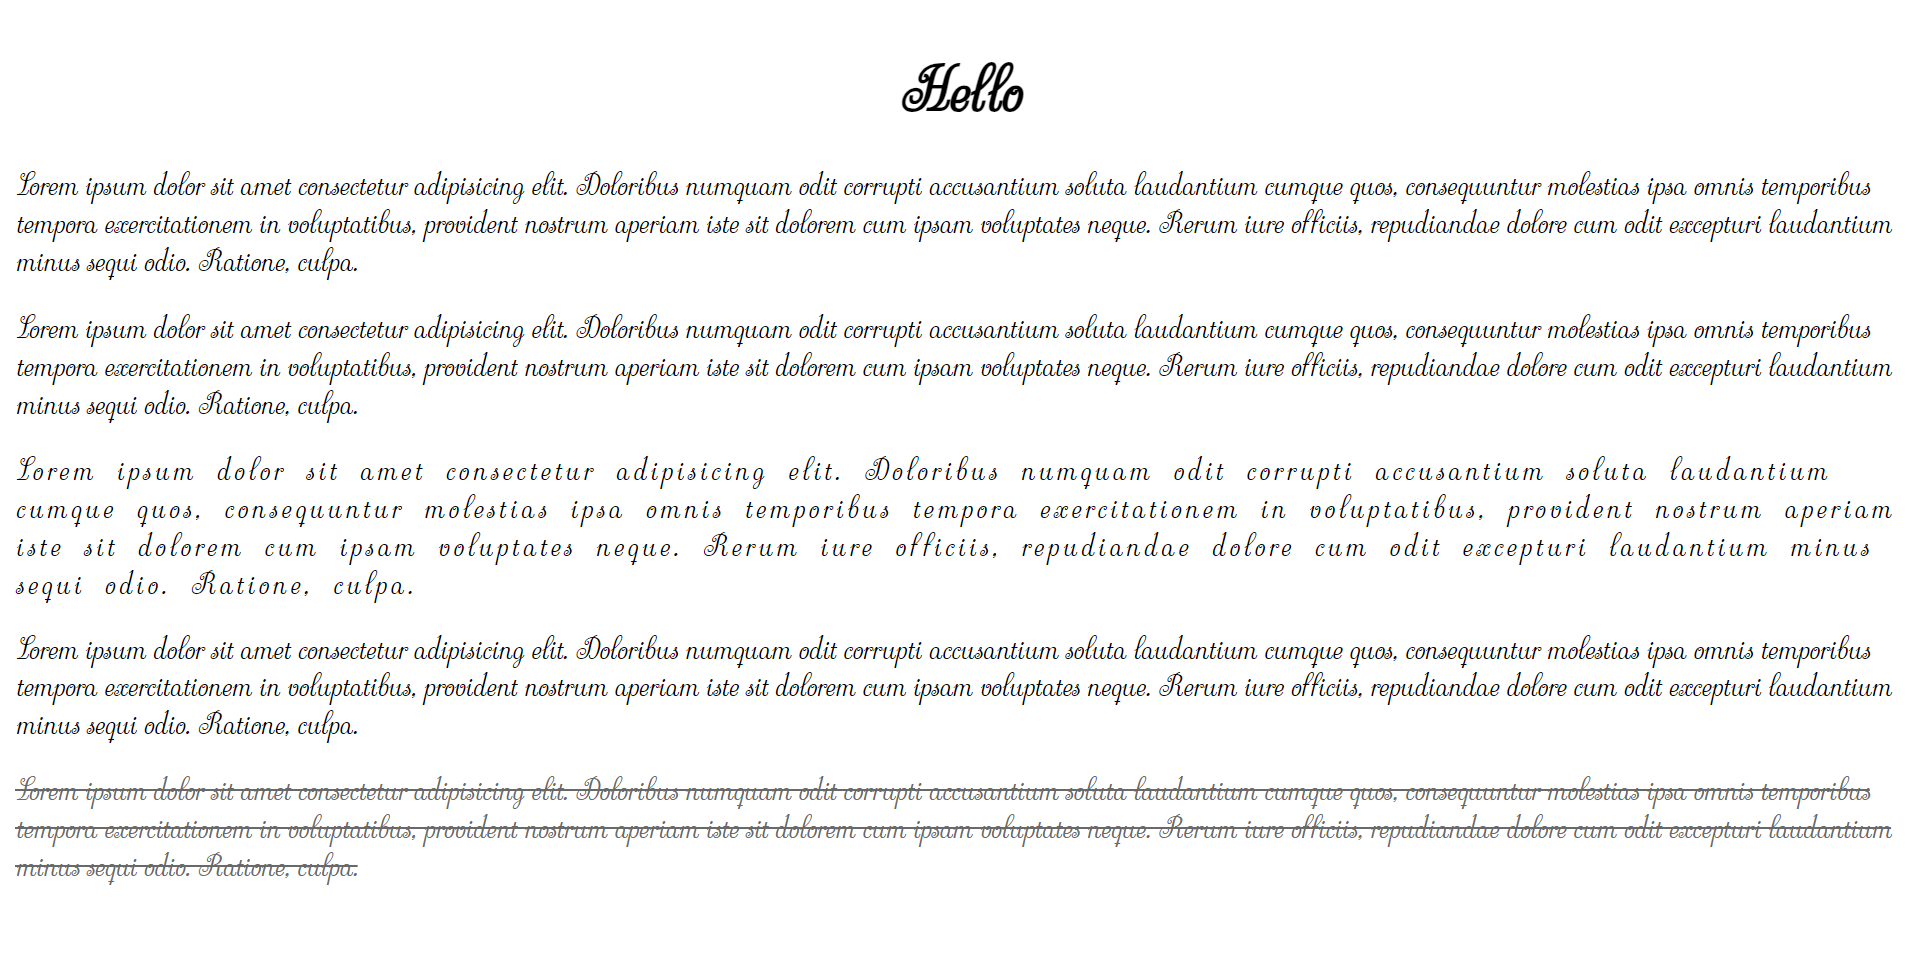 Hello
Lorem ipsum dolor sit amet consectetur adipisicing elit. Doloribus numquam odit corrupti accusantium soluta laudantium cumque quos, consequuntur molestias ipsa omnis temporibus
tempora exercitationem in voluptatibus, provident nostrum aperiam iste sit dolorem cum ipsam voluptates neque. Rerum iure officiis, repudiandae dolore cum odit excepturi laudantium
minus sequi odio. Ratione, culpa.
Lorem ipsum dolor sit amet consectetur adipisicing elit. Doloribus numquam odit corrupti accusantium soluta laudantium cumque quos, consequuntur molestias ipsa omnis temporibus
tempora exercitationem in voluptatibus, provident nostrum aperiam iste sit dolorem cum ipsam voluptates neque. Rerum iure officiis, repudiandae dolore cum odit excepturi laudantium
minus sequi odio. Ratione, culpa.
Lorem ipsum dolor sit amet consectetur adipisicing elit. Doloribus numquam odit corrupti accusantium soluta laudantium
cumque quos, consequuntur molestias ipsa omnis temporibus tempora exercitationem in voluptatibus, provident nostrum aperiam
iste sit dolorem cum ipsam voluptates neque. Rerum iure officiis, repudiandae dolore cum odit excepturi laudantium minus
sequi odio. Ratione, culpa.
Lorem ipsum dolor sit amet consectetur adipisicing elit. Doloribus numquam odit corrupti accusantium soluta laudantium cumque quos, consequuntur molestias ipsa omnis temporibus
tempora exercitationem in voluptatibus, provident nostrum aperiam iste sit dolorem cum ipsam voluptates neque. Rerum iure officiis, repudiandae dolore cum odit excepturi laudantium
minus sequi odio. Ratione, culpa.
Lorem ipsum dolor sit amet consectetur adipisicing elit. Doloribus numquam odit corrupti accusantium soluta laudantium cumque quos, consequuntur molestias ipsa omnis temporibus
tempora exercitationem in voluptatibus, provident nostrum aperiam iste sit dolorem cum ipsam voluptates neque. Rerum iure officiis, repudiandae dolore cum odit excepturi laudantium
minus sequi odio. Ratione, culpa.